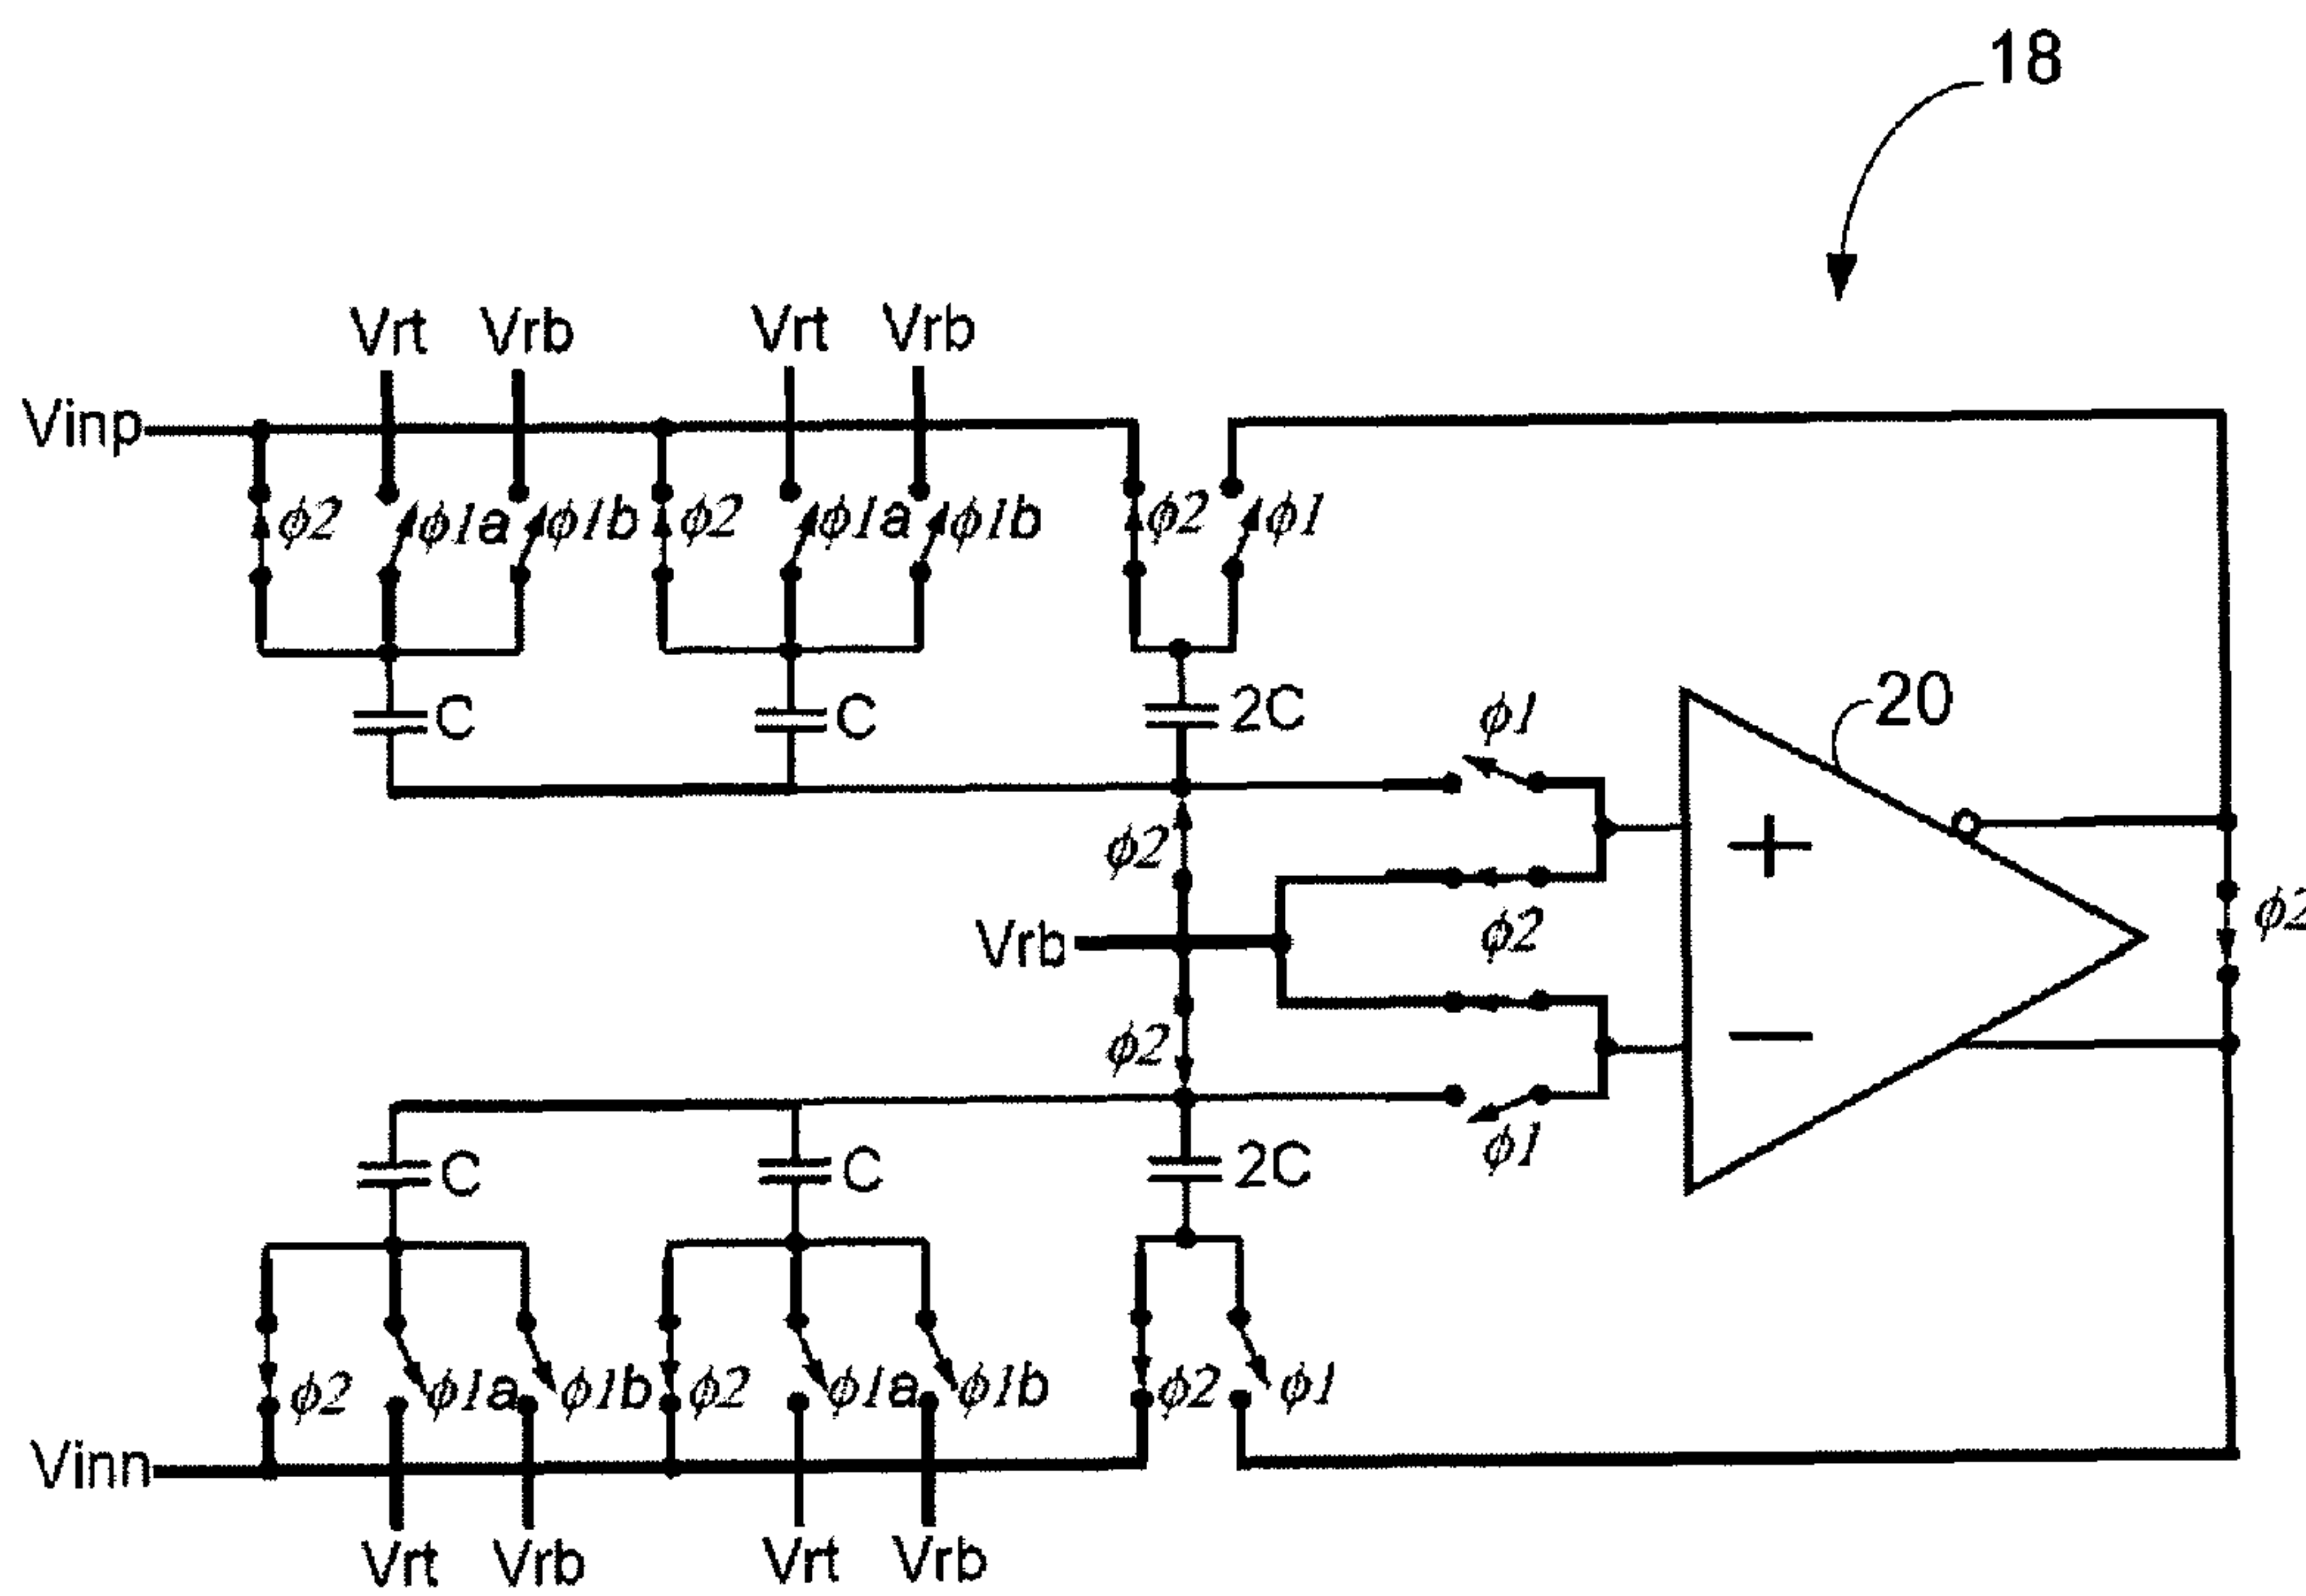 18
Vrt Vrb Vrt Vrb
Vinp
ϕ2 ϕ1a ϕ1b ϕ2 ϕ1a ϕ1b ϕ2 ϕ1
C C 2C ϕ1 20
+
ϕ2
ϕ2
Vrb ϕ2
ϕ2
−
C C 2C ϕ1
ϕ2 ϕ1a ϕ1b ϕ2 ϕ1a ϕ1b ϕ2 ϕ1
Vinn
Vrt Vrb Vrt Vrb